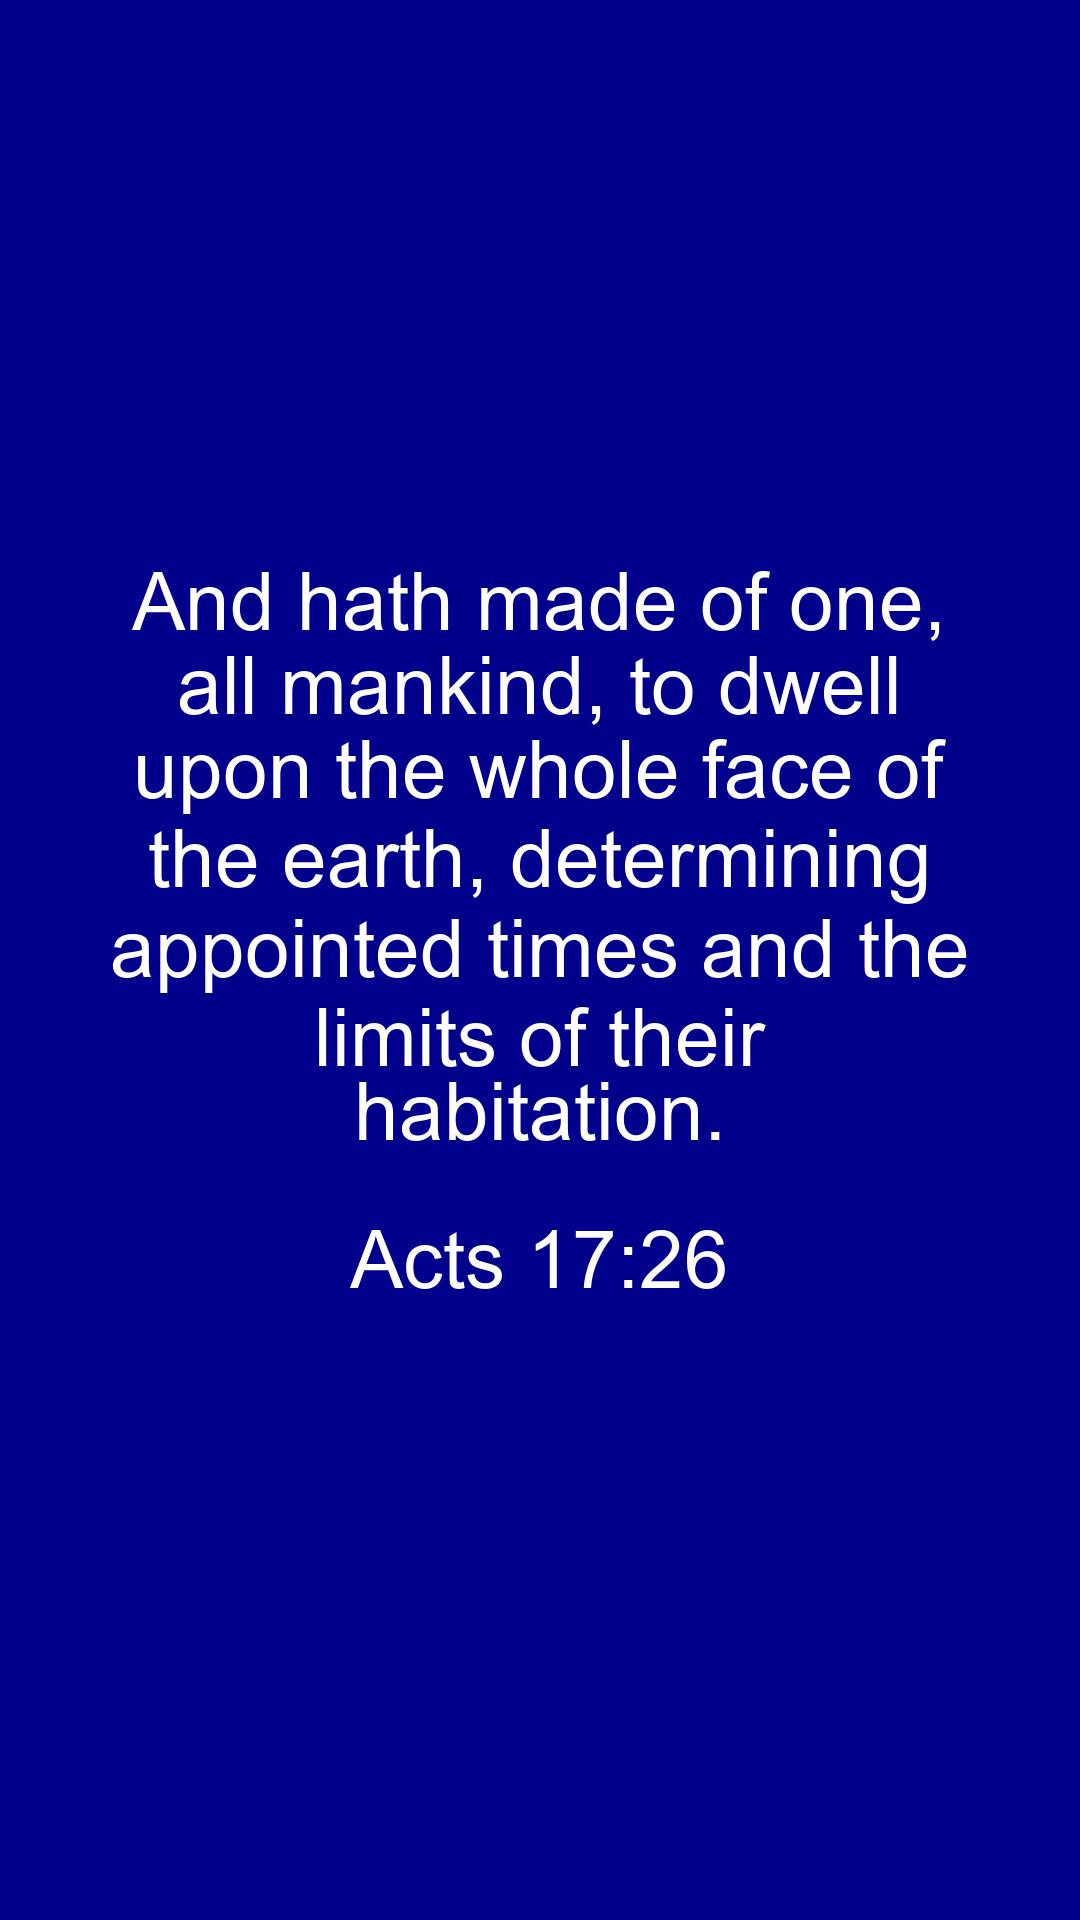 And hath made of one,
all mankind, to dwell
upon the whole face of
the earth, determining
appointed times and the
limits of their
habitation.
Acts 17:26